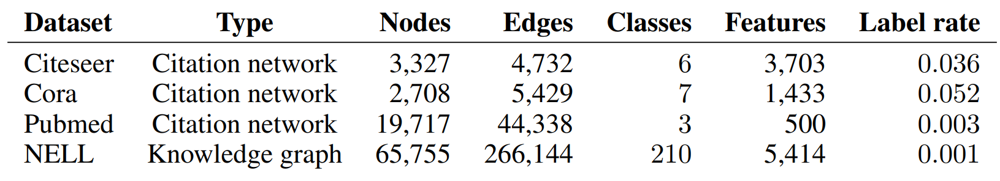 Dataset Type Nodes Edges Classes Features Label rate
Citeseer Citation network 3,327 4,732 6 3,703 0.036
Cora Citation network 2,708 5,429 7 1,433 0.052
Pubmed Citation network 19,717 44,338 3 500 0.003
NELL Knowledge graph 65,755 266,144 210 5,414 0.001